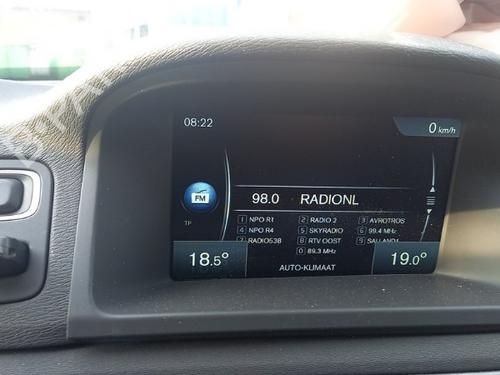 08:22
0 km/h
FM
98.0 RADIONL
TP
1 NPO R1 2 RADIO 2 3 AVROTROS
4 NPO R4 5 SKYRADIO 6 99.4 MHz
7 RADIO538 8 RTV OOST 9 SALLAND1
0 89.3 MHz
18.5° AUTO-KLIMAAT 19.0°